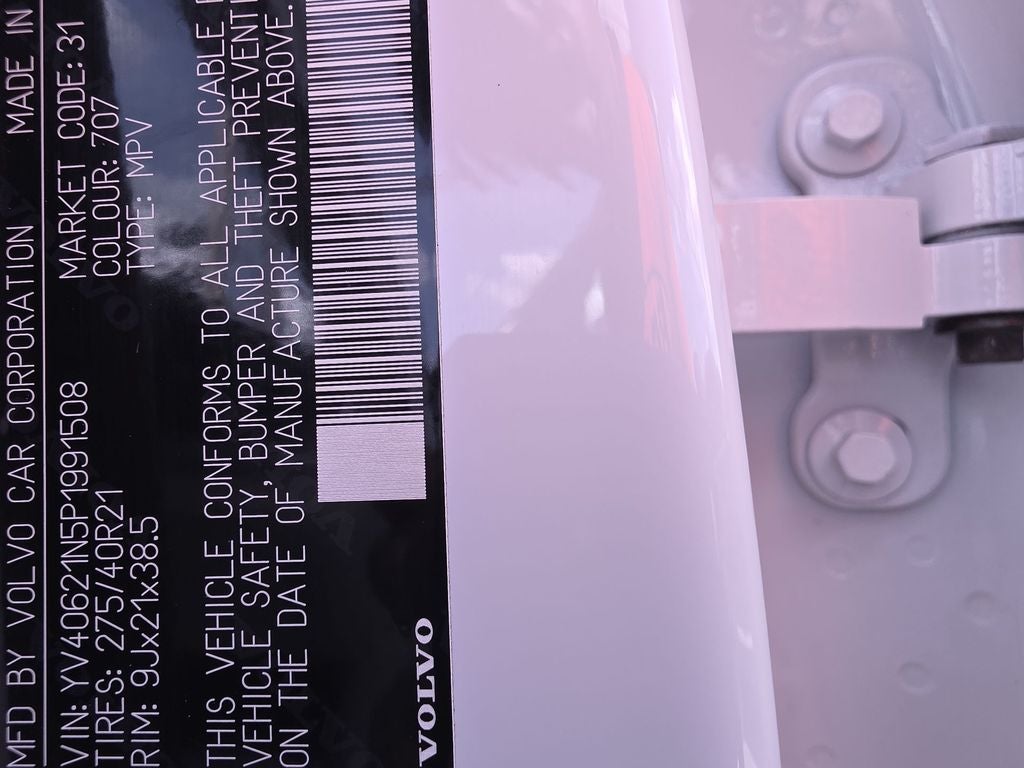 MFD BY VOLVO CAR CORPORATION MADE IN
VIN: YV40621N5P1991508 MARKET CODE: 31
TIRES: 275/40R21 COLOUR: 707
RIM: 9Jx21x38.5 TYPE: MPV
THIS VEHICLE CONFORMS TO ALL APPLICABLE
VEHICLE SAFETY, BUMPER AND THEFT PREVENTI
ON THE DATE OF MANUFACTURE SHOWN ABOVE.
VOLVO